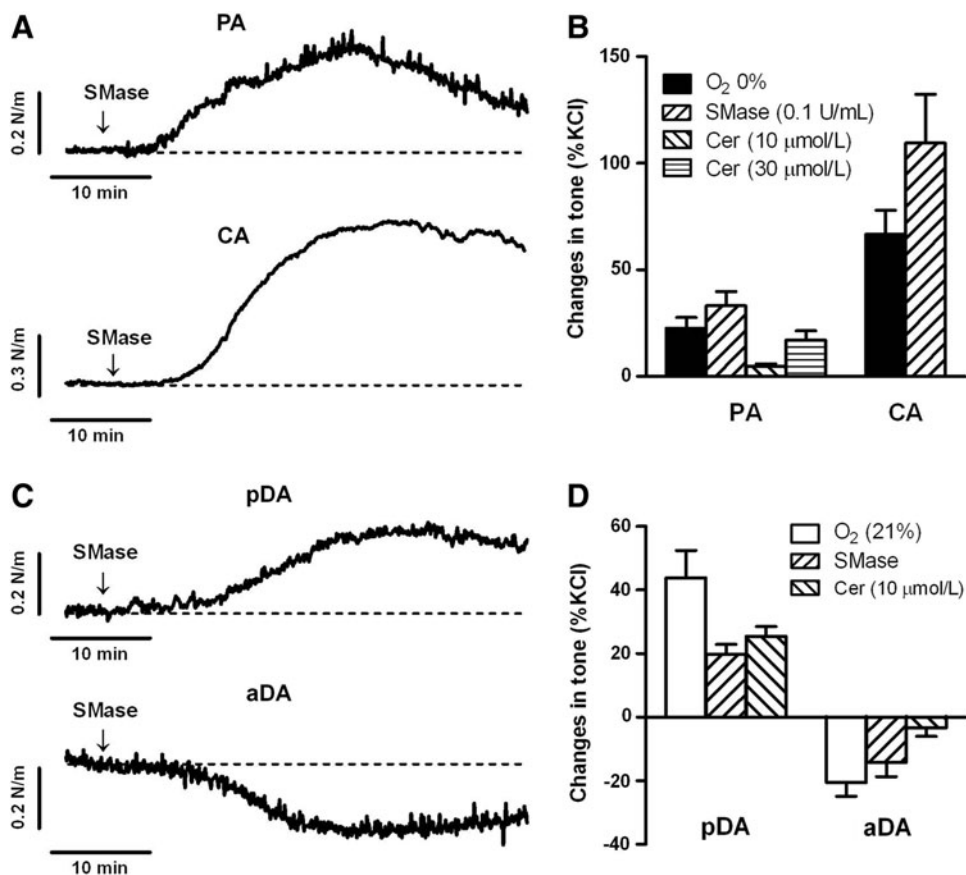 A
PA
SMase
0.2 N/m
10 min
CA
SMase
0.3 N/m
10 min
B
O2 0%
SMase (0.1 U/mL)
Cer (10 μmol/L)
Cer (30 μmol/L)
Changes in tone (%KCl)
150
100
50
0
PA CA
C
pDA
SMase
0.2 N/m
10 min
aDA
SMase
0.2 N/m
10 min
D
O2 (21%)
SMase
Cer (10 μmol/L)
Changes in tone (%KCl)
60
40
20
0
-20
-40
pDA aDA